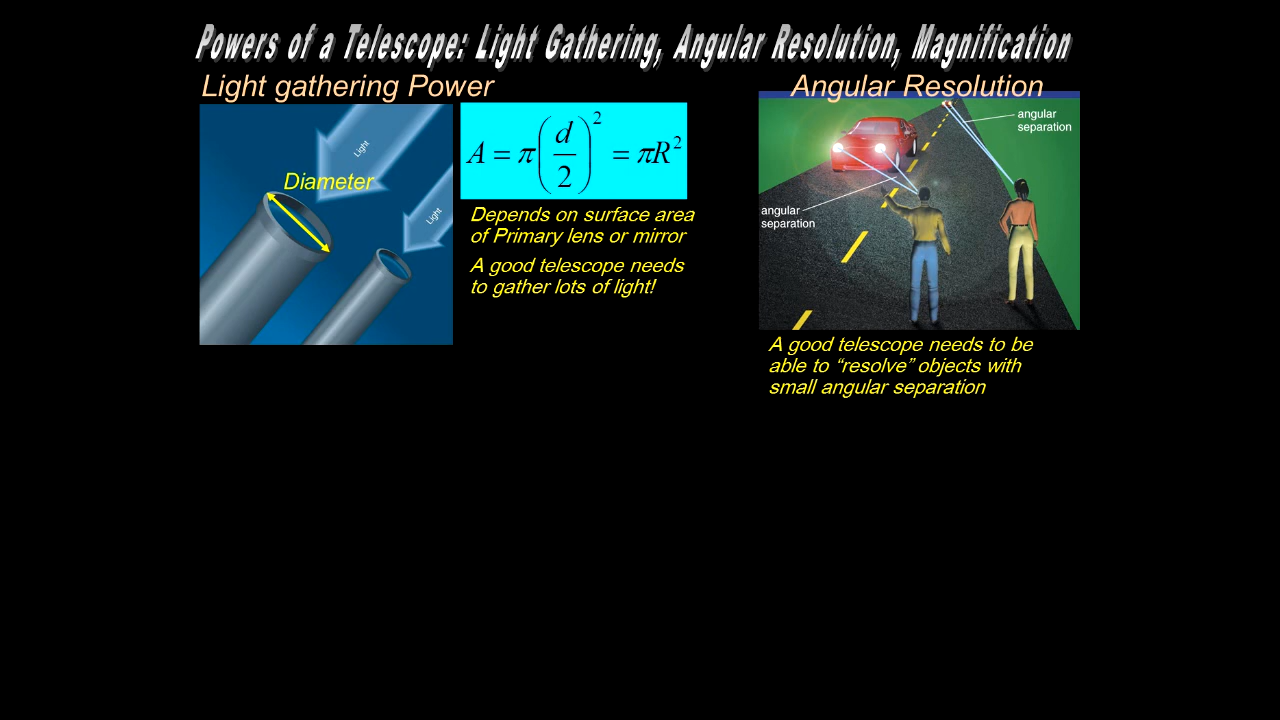 Powers of a Telescope: Light Gathering, Angular Resolution, Magnification
Light gathering Power
Light
Diameter
Light
A = π(d/2)² = πR²
Depends on surface area
of Primary lens or mirror
A good telescope needs
to gather lots of light!
Angular Resolution
angular
separation
angular
separation
A good telescope needs to be
able to “resolve” objects with
small angular separation